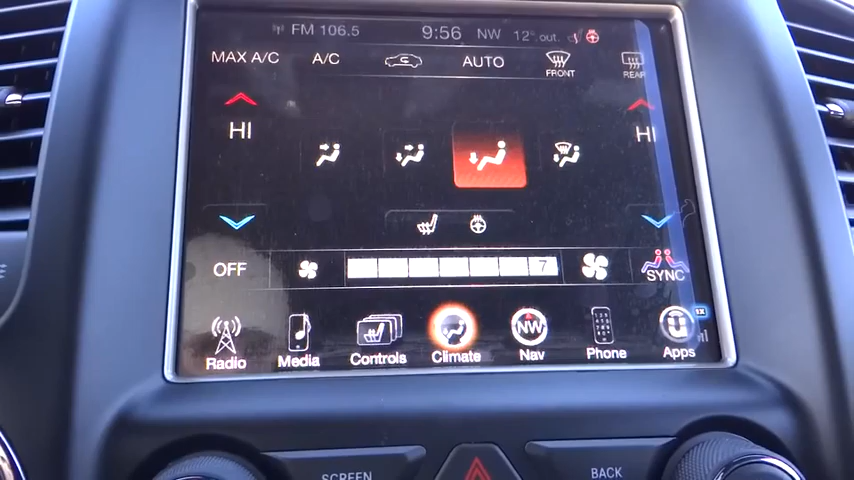 FM 106.5 9:56 NW 12° out.
MAX A/C A/C AUTO FRONT REAR
HI HI
OFF 7 SYNC
NW
Radio Media Controls Climate Nav Phone Apps
SCREEN BACK